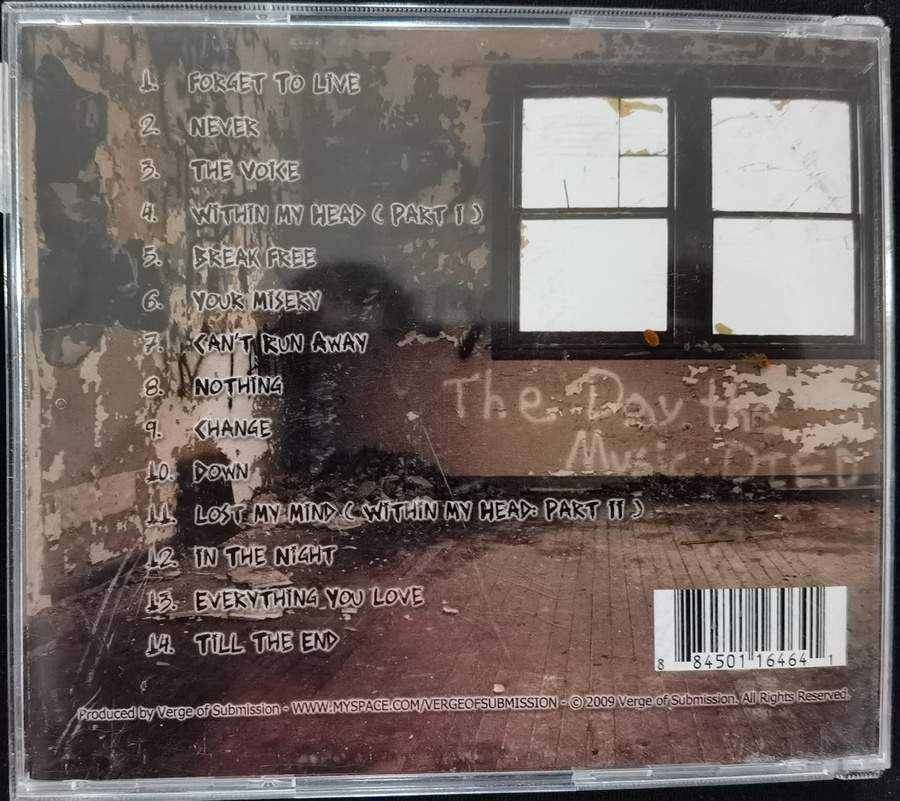 1. FORGET TO LIVE
2. NEVER
3. THE VOICE
4. WITHIN MY HEAD ( PART I )
5. BREAK FREE
6. YOUR MISERY
7. CAN'T RUN AWAY
8. NOTHING
9. CHANGE
10. DOWN
11. LOST MY MIND ( WITHIN MY HEAD: PART II )
12. IN THE NIGHT
13. EVERYTHING YOU LOVE
14. TILL THE END
The Day the
Music DIED
8 84501 16464 1
Produced by Verge of Submission - WWW.MYSPACE.COM/VERGEOFSUBMISSION - © 2009 Verge of Submission. All Rights Reserved.